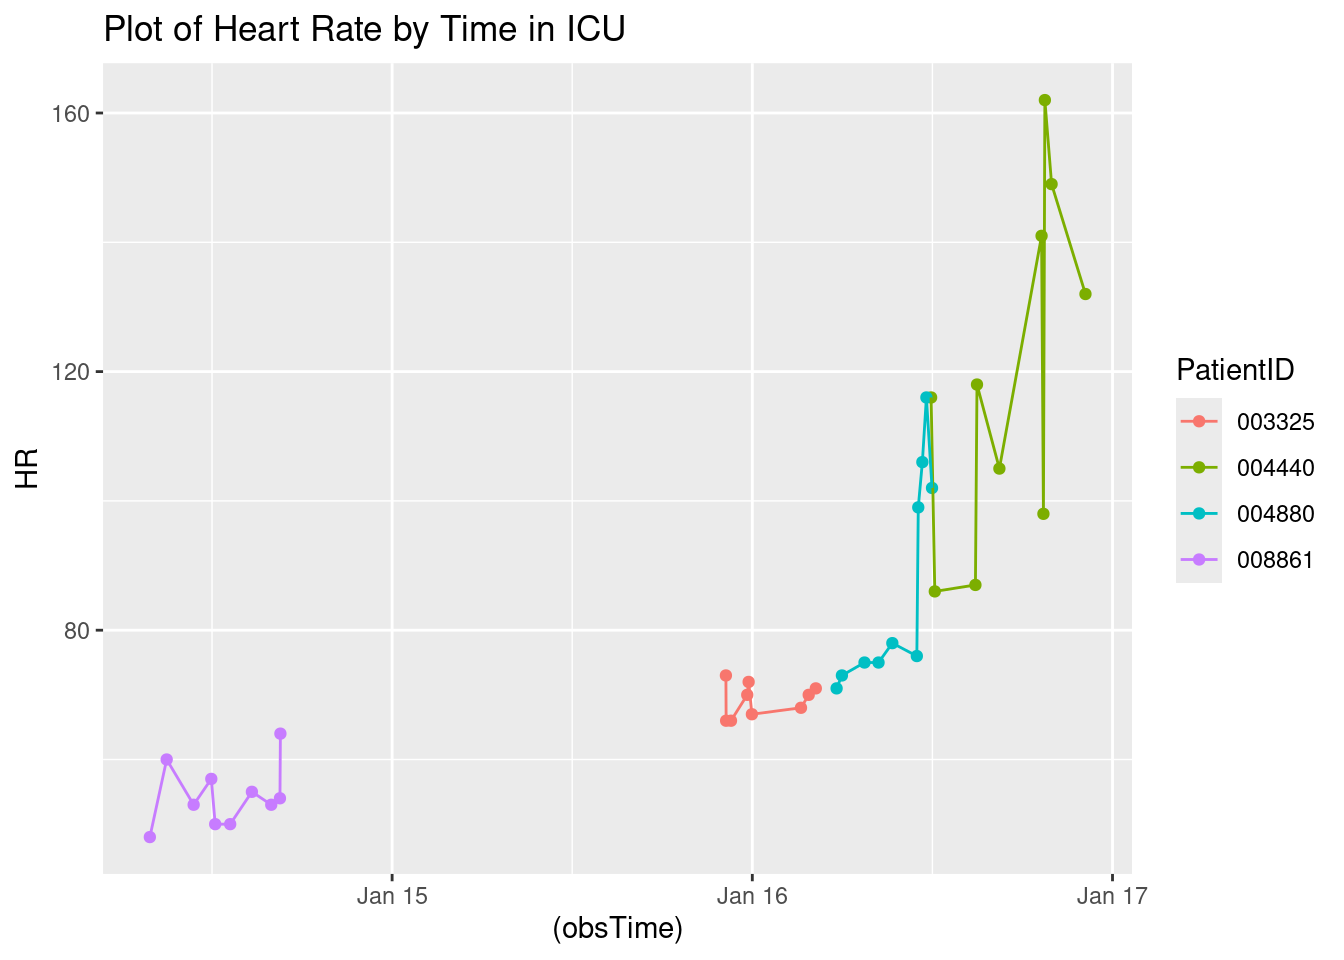 Plot of Heart Rate by Time in ICU
160
120
80
HR
Jan 15
Jan 16
Jan 17
(obsTime)
PatientID
003325
004440
004880
008861